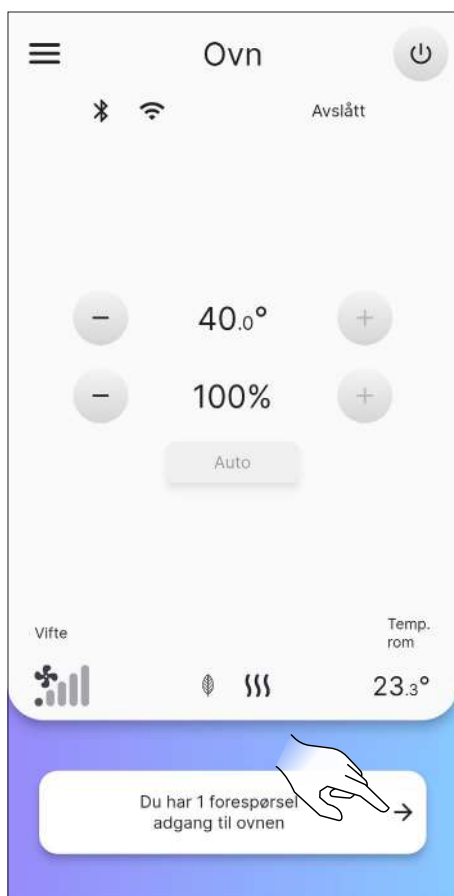 Ovn
Avslått
− 40.0° +
− 100% +
Auto
Vifte
Temp.
rom
23.3°
Du har 1 forespørsel
adgang til ovnen